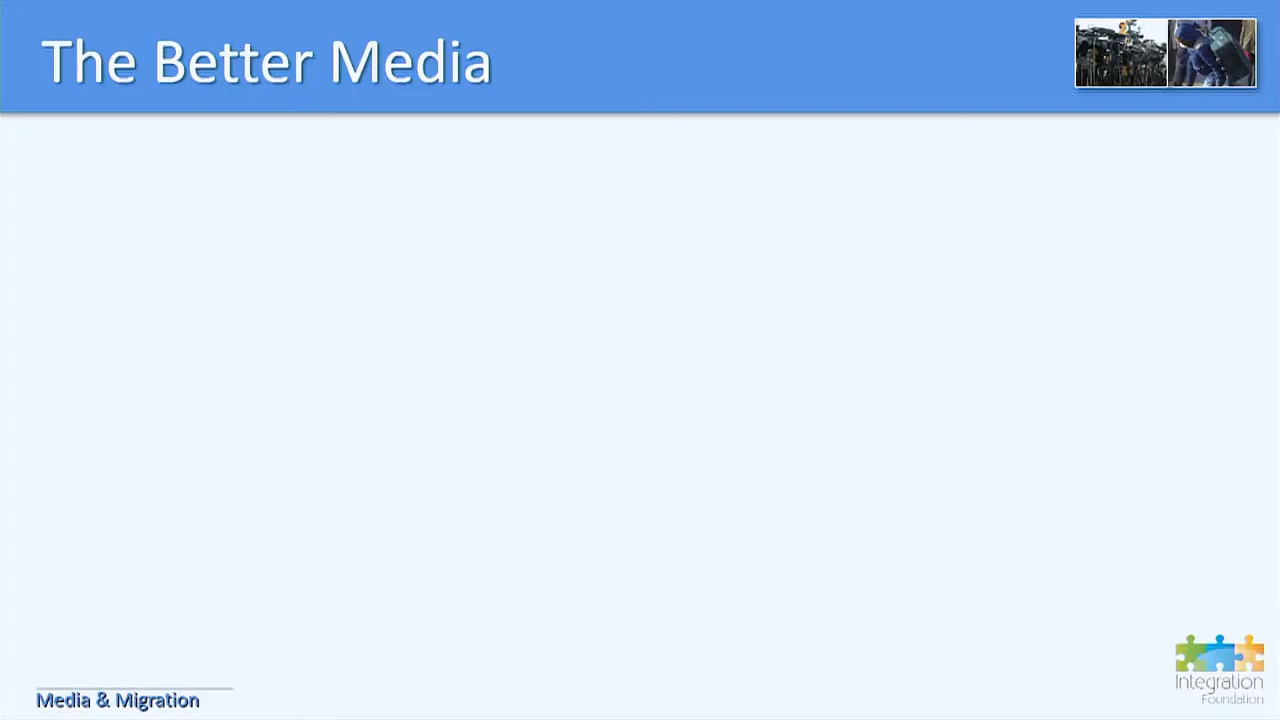 The Better Media
Media & Migration
Integration
Foundation